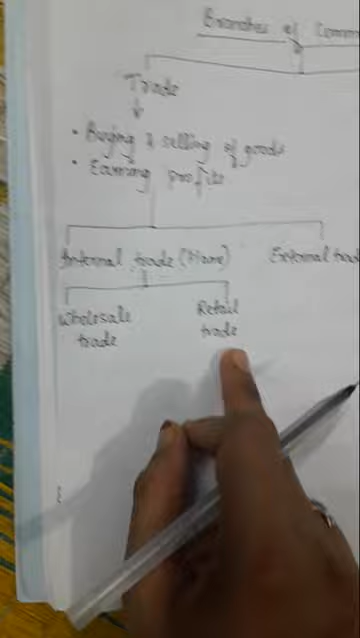 Branches of Comm
Trade
• Buying & selling of goods
• Earning profits
Internal trade (Home)
External trad
Wholesale
trade
Retail
trade